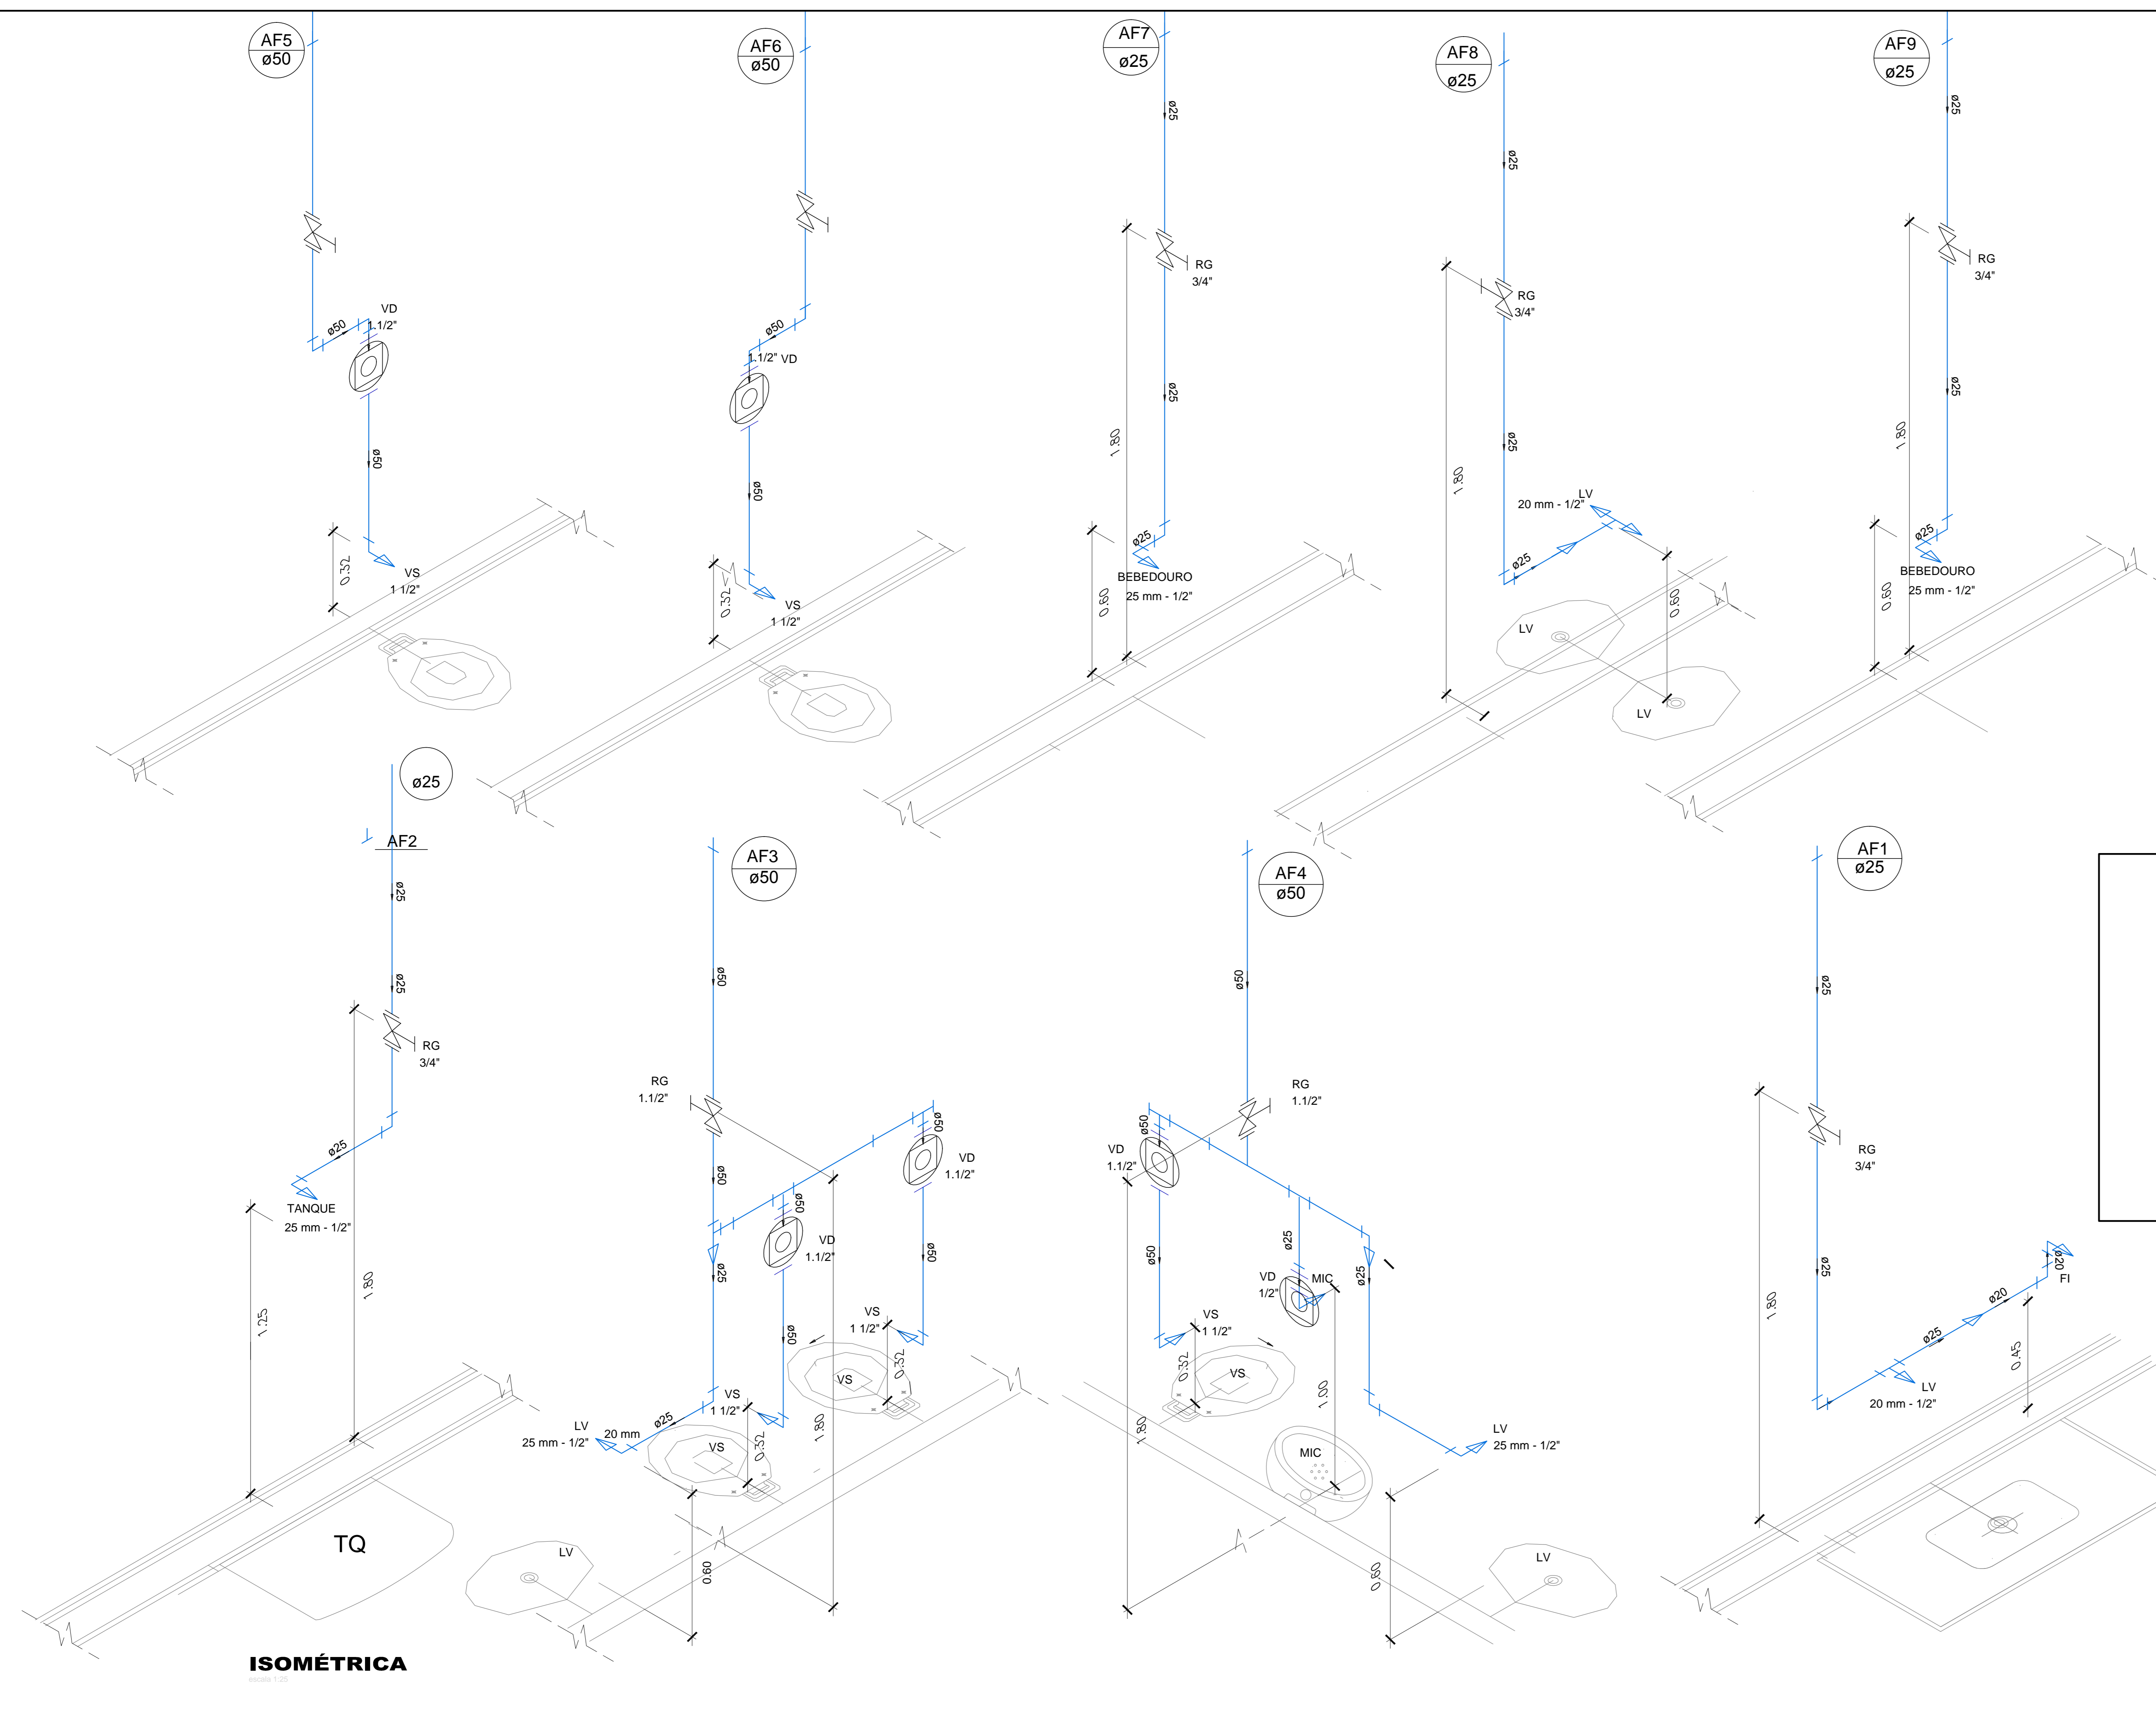 AF5
ø50
ø50
VD
1.1/2"
ø50
0.32
VS
1 1/2"
AF6
ø50
ø50
1.1/2" VD
ø50
0.32
VS
1 1/2"
AF7
ø25
ø25
RG
3/4"
ø25
1.80
ø25
BEBEDOURO
25 mm - 1/2"
0.60
AF8
ø25
ø25
RG
3/4"
ø25
1.80
LV
20 mm - 1/2"
ø25
0.60
LV
LV
AF9
ø25
ø25
RG
3/4"
ø25
1.80
ø25
BEBEDOURO
25 mm - 1/2"
0.60
ø25
AF2
ø25
ø25
RG
3/4"
ø25
TANQUE
25 mm - 1/2"
1.25
1.80
TQ
AF3
ø50
ø50
RG
1.1/2"
ø50
ø50
VD
1.1/2"
ø50
VD
1.1/2"
ø25
ø50
ø50
VS
1 1/2"
0.32
VS
VS
1 1/2"
ø25
LV
20 mm
25 mm - 1/2"
VS
0.32
1.80
LV
0.60
AF4
ø50
ø50
RG
1.1/2"
ø50
VD
1.1/2"
ø50
ø25
VD
1/2"
MIC
ø25
VS
1 1/2"
0.32
VS
1.80
MIC
LV
25 mm - 1/2"
LV
0.60
AF1
ø25
ø25
RG
3/4"
ø25
1.80
ø20
FI
ø20
ø25
0.45
LV
20 mm - 1/2"
ISOMÉTRICA
escala 1:25